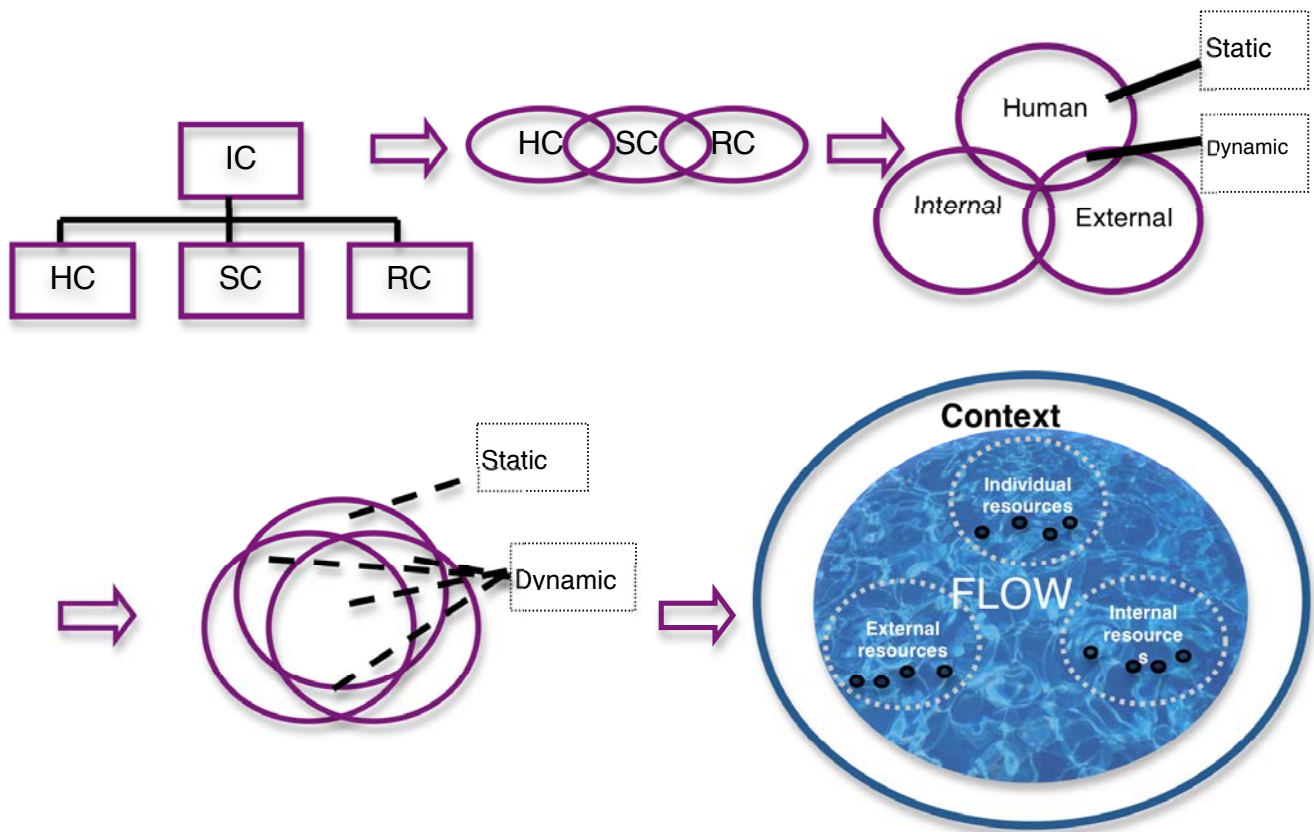 IC
HC
SC
RC
HC
SC
RC
Human
Internal
External
Static
Dynamic
Static
Dynamic
Context
Individual
resources
FLOW
External
resources
Internal
resource
s